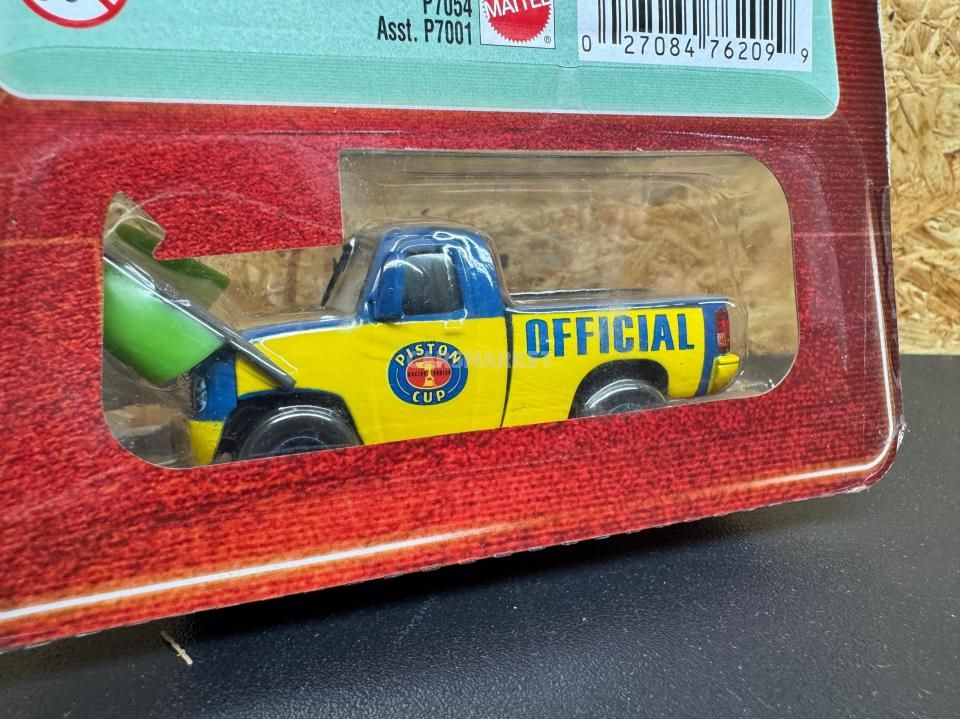 P7054
Asst. P7001
MATTEL
®
0 27084 76209 9
PISTON
CUP
OFFICIAL